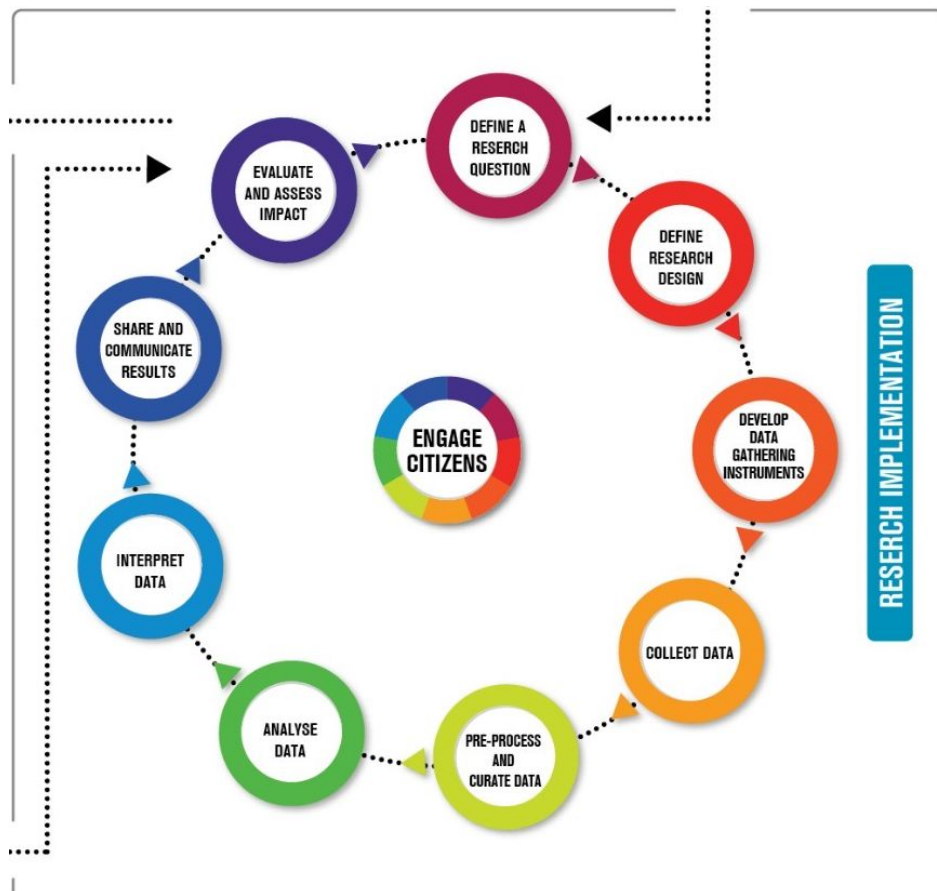 DEFINE A
RESERCH
QUESTION
DEFINE
RESEARCH
DESIGN
DEVELOP
DATA
GATHERING
INSTRUMENTS
COLLECT DATA
PRE-PROCESS
AND
CURATE DATA
ANALYSE
DATA
INTERPRET
DATA
SHARE AND
COMMUNICATE
RESULTS
EVALUATE
AND ASSESS
IMPACT
ENGAGE
CITIZENS
RESERCH IMPLEMENTATION